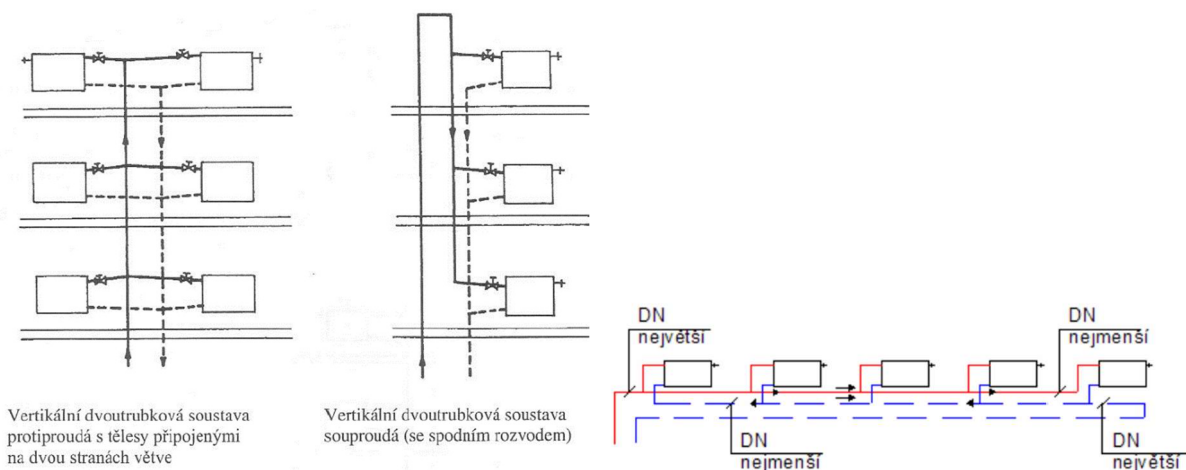 Vertikální dvoutrubková soustava
protiproudá s tělesy připojenými
na dvou stranách větve
Vertikální dvoutrubková soustava
souproudá (se spodním rozvodem)
DN
největší
DN
nejmenší
DN
nejmenší
DN
největší